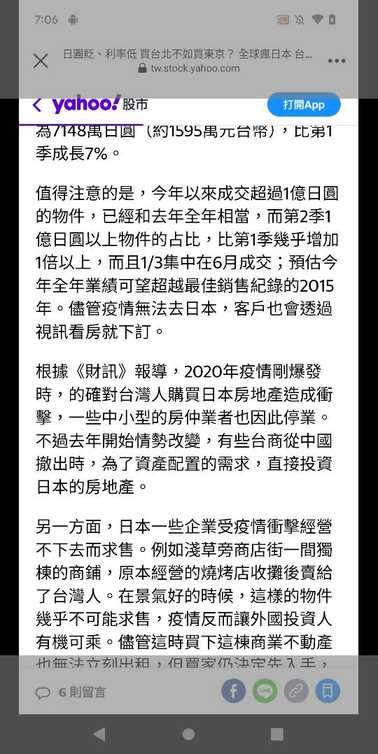 7:06
日圓貶、利率低 買台北不如買東京？ 全球瘋日本 台...
tw.stock.yahoo.com
yahoo!股市
打開App
為7148萬日圓（約1595萬元台幣），比第1
季成長7%。
值得注意的是，今年以來成交超過1億日圓
的物件，已經和去年全年相當，而第2季1
億日圓以上物件的占比，比第1季幾乎增加
1倍以上，而且1/3集中在6月成交；預估今
年全年業績可望超越最佳銷售紀錄的2015
年。儘管疫情無法去日本，客戶也會透過
視訊看房就下訂。
根據《財訊》報導，2020年疫情剛爆發
時，的確對台灣人購買日本房地產造成衝
擊，一些中小型的房仲業者也因此停業。
不過去年開始情勢改變，有些台商從中國
撤出時，為了資產配置的需求，直接投資
日本的房地產。
另一方面，日本一些企業受疫情衝擊經營
不下去而求售。例如淺草旁商店街一間獨
棟的商鋪，原本經營的燒烤店收攤後賣給
了台灣人。在景氣好的時候，這樣的物件
幾乎不可能求售，疫情反而讓外國投資人
有機可乘。儘管這時買下這棟商業不動產
也無法立刻出租，但買家仍決定先入手，
6 則留言
LINE